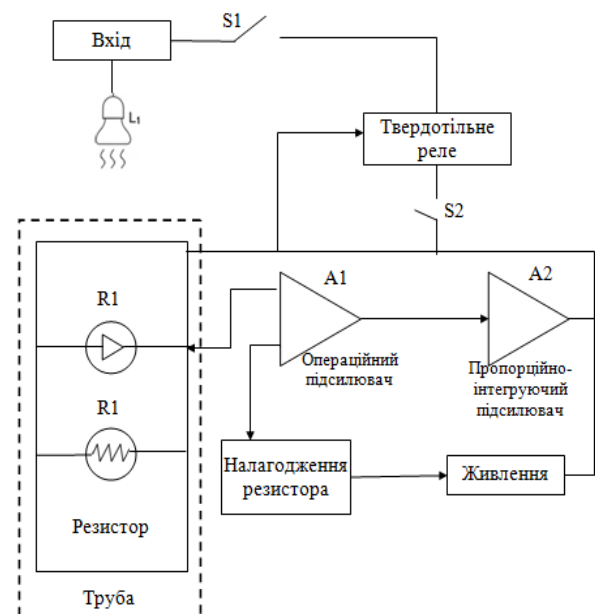 S1
Вхід
L₁
Твердотільне
реле
S2
R1
A1
A2
Операційний
підсилювач
Пропорційно-
інтегруючий
підсилювач
R1
Налагодження
резистора
Живлення
Резистор
Труба